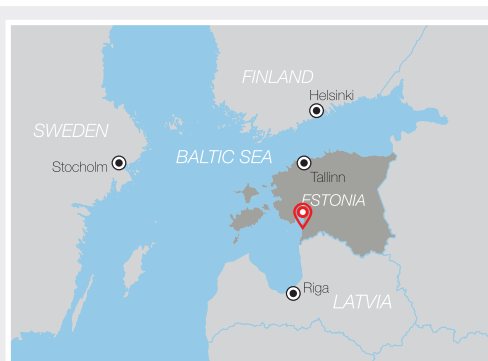 FINLAND
Helsinki
SWEDEN
Stocholm
BALTIC SEA
Tallinn
ESTONIA
Riga
LATVIA